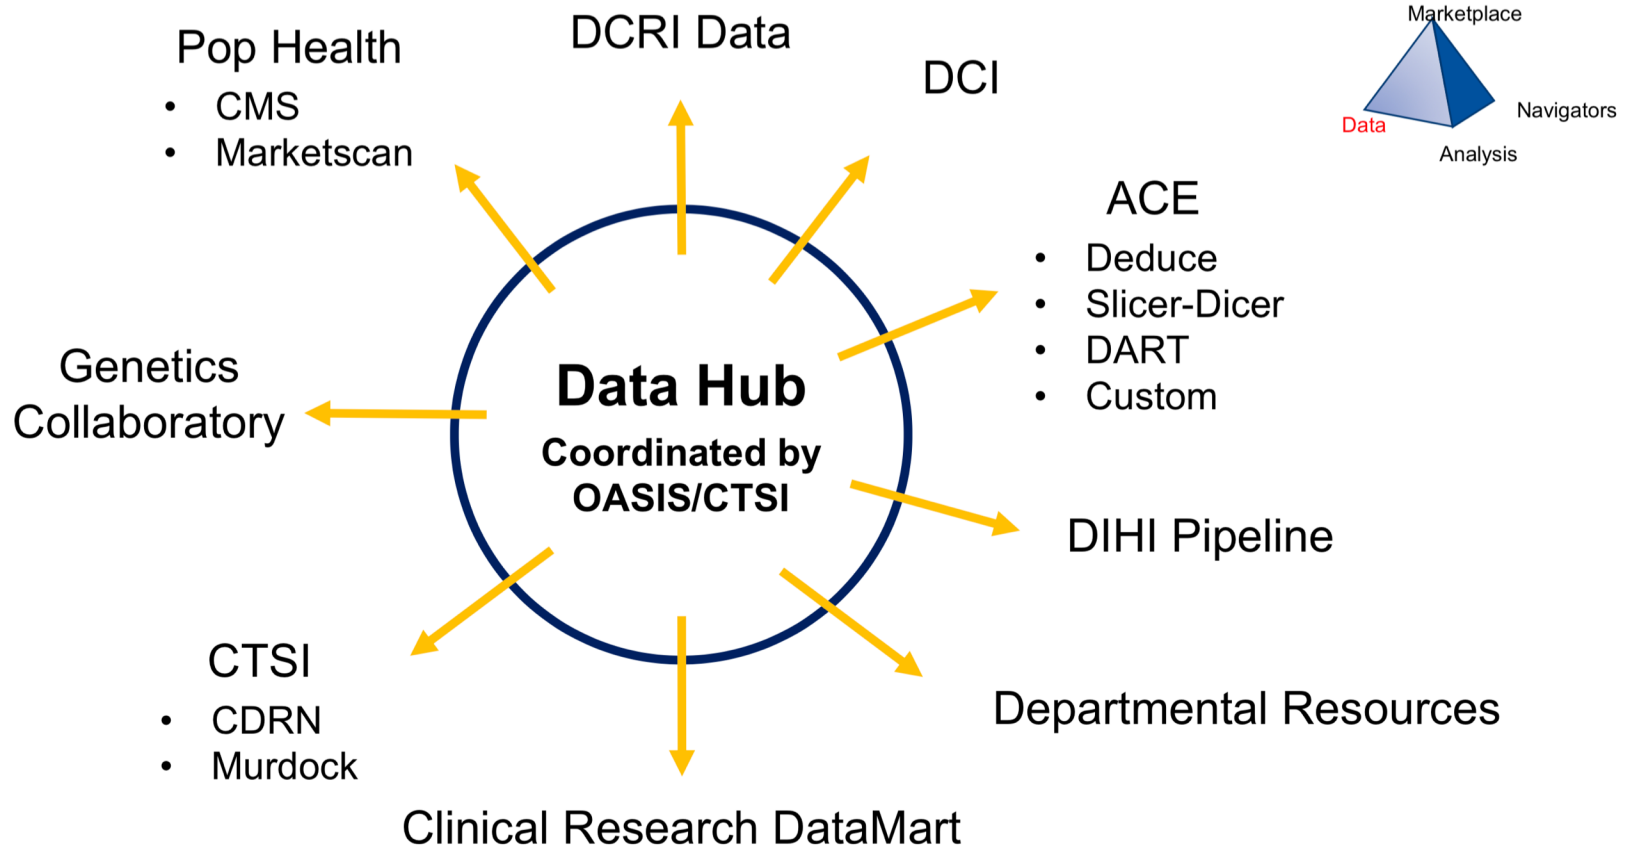 Pop Health
• CMS
• Marketscan
DCRI Data
DCI
Marketplace
Data
Navigators
Analysis
ACE
• Deduce
• Slicer-Dicer
• DART
• Custom
Genetics
Collaboratory
Data Hub
Coordinated by
OASIS/CTSI
DIHI Pipeline
CTSI
• CDRN
• Murdock
Departmental Resources
Clinical Research DataMart